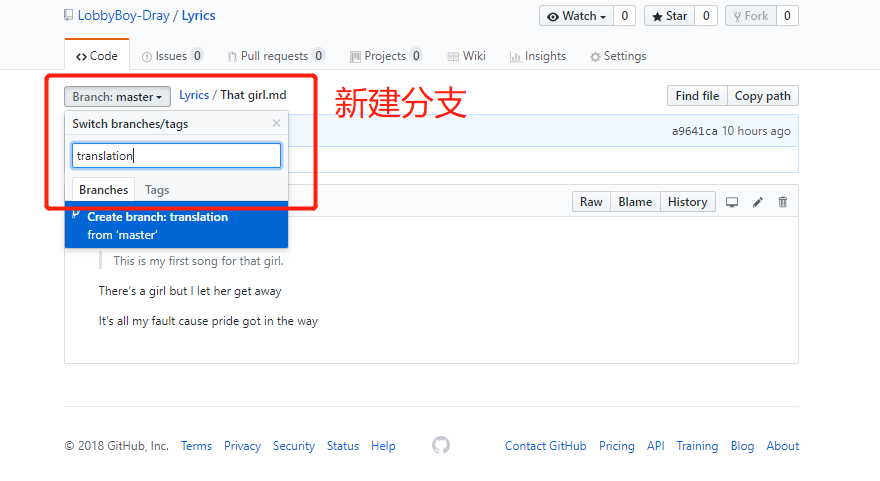 LobbyBoy-Dray / Lyrics
Watch 0 Star 0 Fork 0
Code Issues 0 Pull requests 0 Projects 0 Wiki Insights Settings
Branch: master Lyrics / That girl.md 新建分支 Find file Copy path
Switch branches/tags ×
a9641ca 10 hours ago
translation
Branches Tags
Raw Blame History
Create branch: translation
from ‘master’
This is my first song for that girl.
There's a girl but I let her get away
It's all my fault cause pride got in the way
© 2018 GitHub, Inc. Terms Privacy Security Status Help Contact GitHub Pricing API Training Blog About